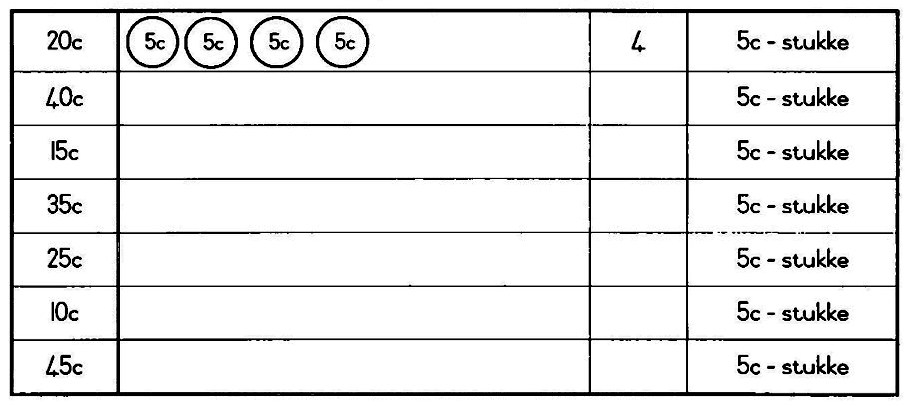 20c 5c 5c 5c 5c 4 5c - stukke
40c 5c - stukke
15c 5c - stukke
35c 5c - stukke
25c 5c - stukke
10c 5c - stukke
45c 5c - stukke